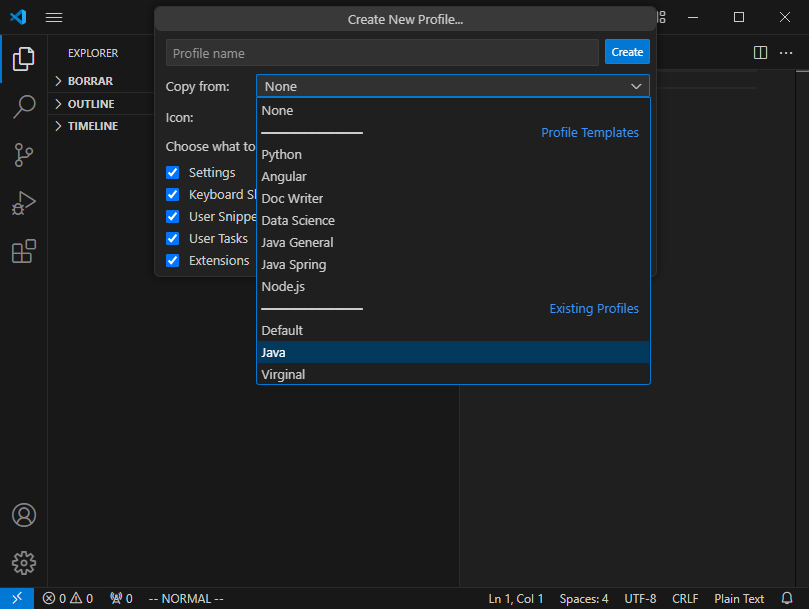 Create New Profile...
EXPLORER
Profile name
Create
BORRAR
Copy from:
None
OUTLINE
None
Icon:
TIMELINE
Profile Templates
Choose what to
Python
Settings
Angular
Keyboard Sh
Doc Writer
User Snippe
Data Science
User Tasks
Java General
Extensions
Java Spring
Node.js
Existing Profiles
Default
Java
Virginal
0 0 0 -- NORMAL -- Ln 1, Col 1 Spaces: 4 UTF-8 CRLF Plain Text